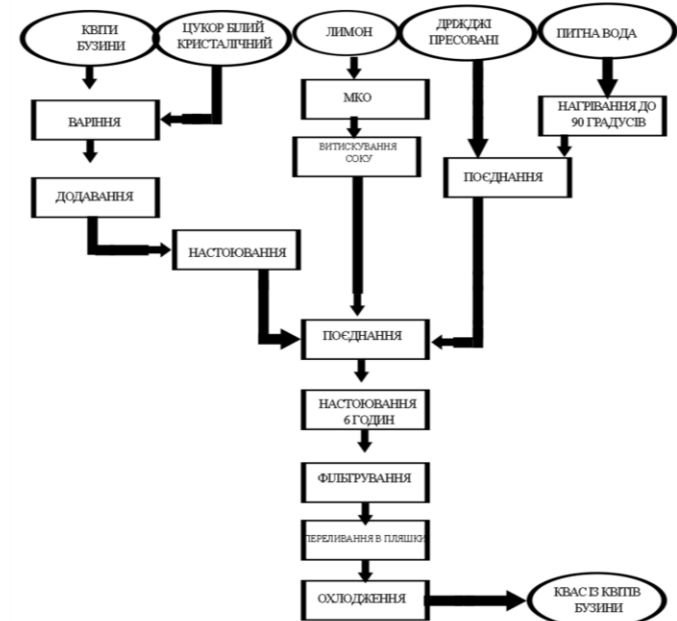 КВІТИ
БУЗИНИ
ЦУКОР БІЛИЙ
КРИСТАЛІЧНИЙ
ЛИМОН
ДРІЖДЖІ
ПРЕСОВАНІ
ПИТНА ВОДА
ВАРІННЯ
МКО
НАГРІВАННЯ ДО
90 ГРАДУСІВ
ВИТИСКУВАННЯ
СОКУ
ДОДАВАННЯ
ПОЄДНАННЯ
НАСТОЮВАННЯ
ПОЄДНАННЯ
НАСТОЮВАННЯ
6 ГОДИН
ФІЛЬТРУВАННЯ
ПЕРЕЛИВАННЯ В ПЛЯШКИ
ОХЛОДЖЕННЯ
КВАС ІЗ КВІТІВ
БУЗИНИ